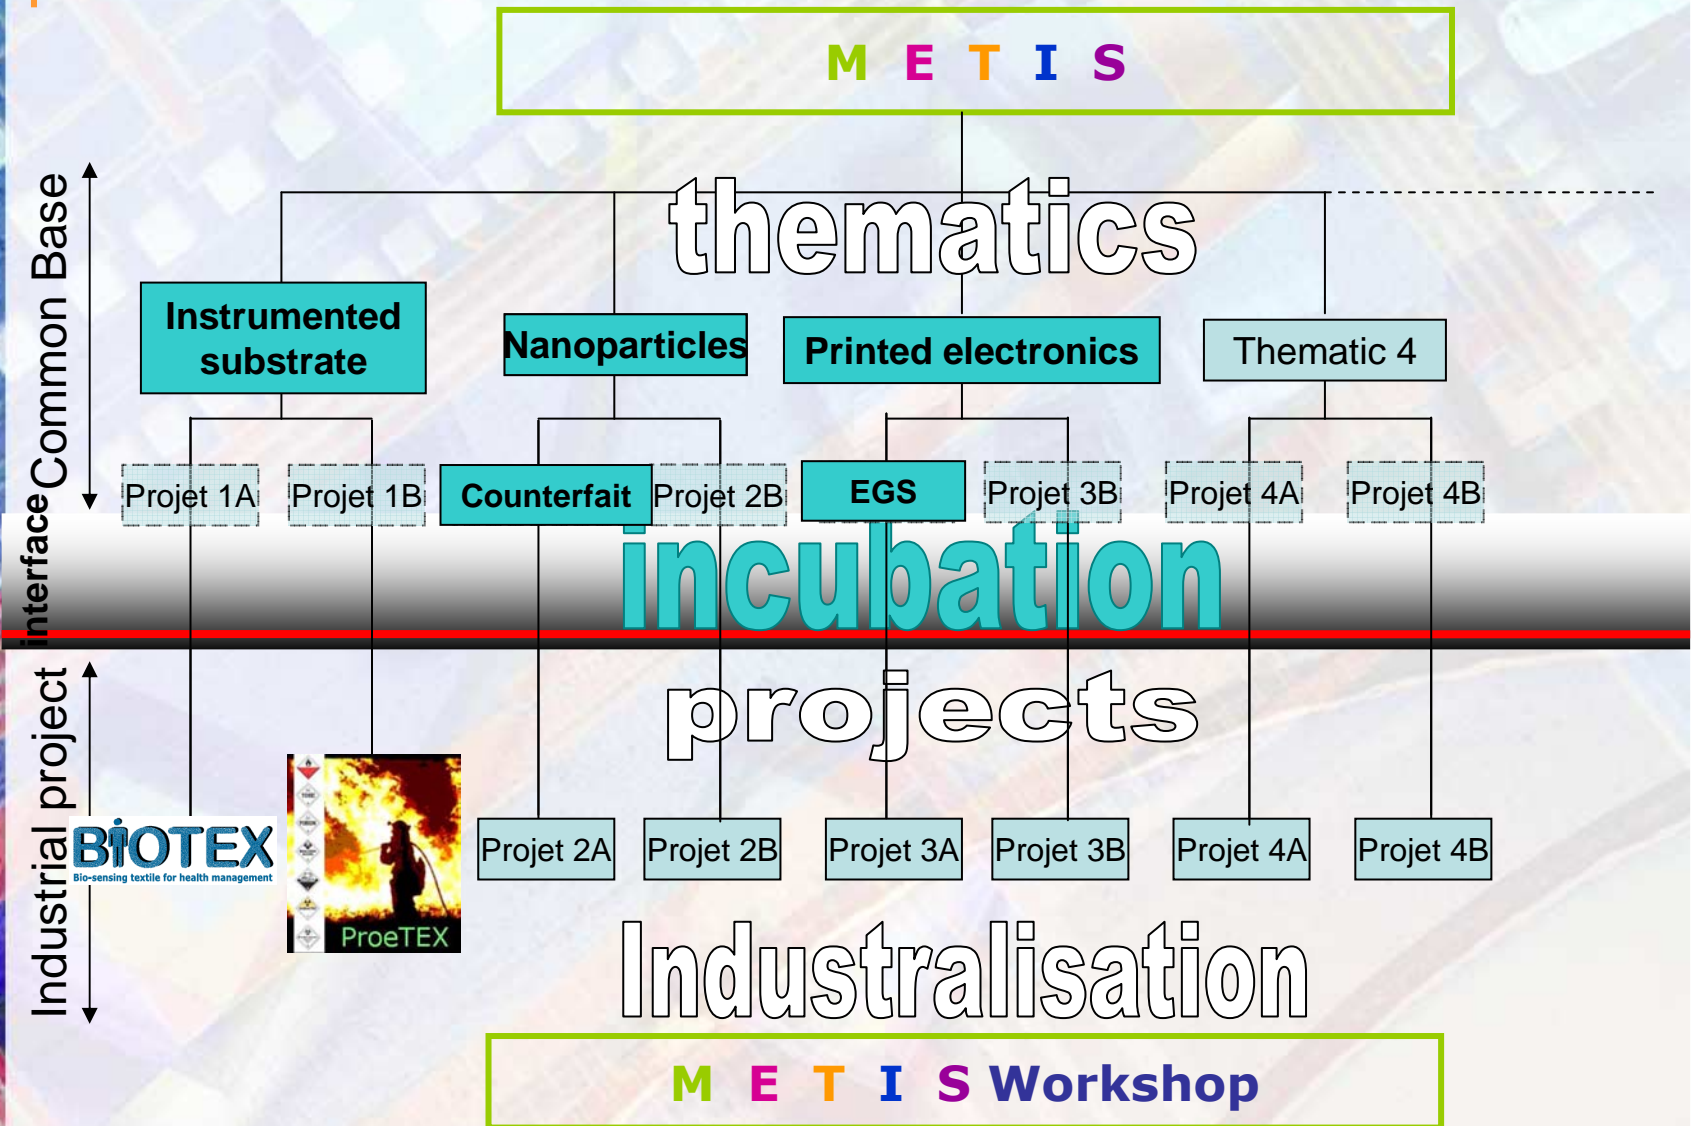 M E T I S
thematics
Common Base
Instrumented
substrate
Nanoparticles
Printed electronics
Thematic 4
Projet 1A
Projet 1B
Counterfait
Projet 2B
EGS
Projet 3B
Projet 4A
Projet 4B
interface
incubation
projects
Industrial project
BIOTEX
Bio-sensing textile for health management
ProeTEX
Projet 2A
Projet 2B
Projet 3A
Projet 3B
Projet 4A
Projet 4B
Industralisation
M E T I S Workshop